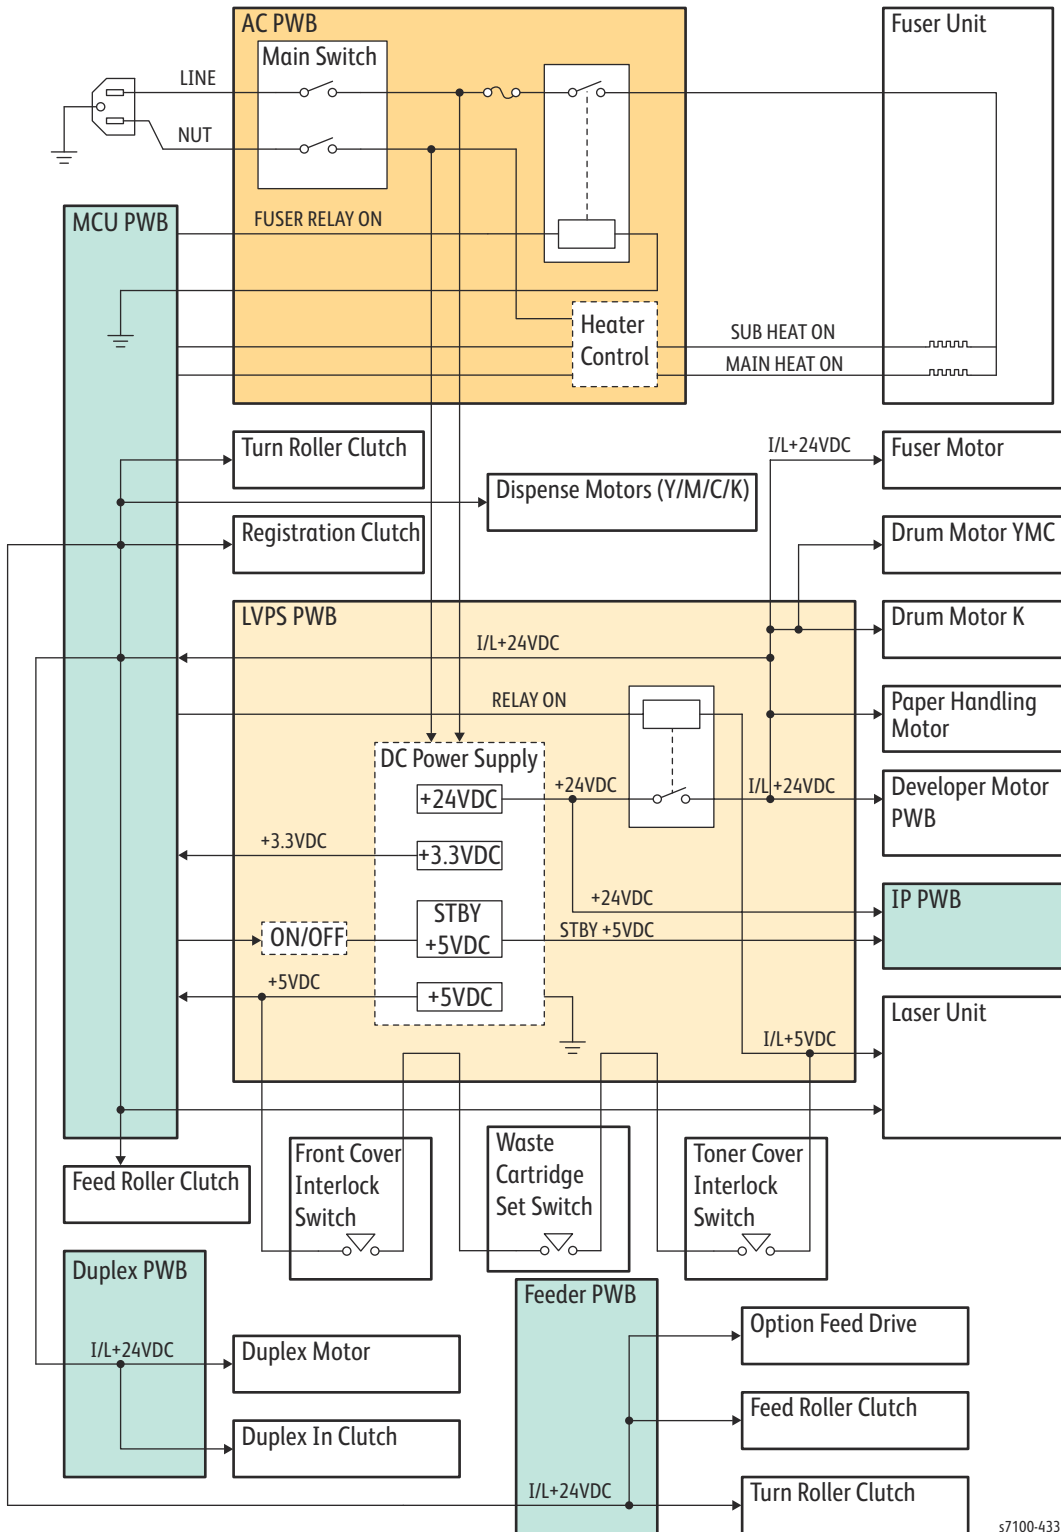 AC PWB
Fuser Unit
Main Switch
LINE
NUT
MCU PWB
FUSER RELAY ON
Heater
Control
SUB HEAT ON
MAIN HEAT ON
Turn Roller Clutch
I/L+24VDC
Fuser Motor
Dispense Motors (Y/M/C/K)
Registration Clutch
Drum Motor YMC
LVPS PWB
Drum Motor K
I/L+24VDC
RELAY ON
Paper Handling
Motor
DC Power Supply
+24VDC
+24VDC
I/L+24VDC
Developer Motor
PWB
+3.3VDC
+3.3VDC
+24VDC
IP PWB
STBY
+5VDC
ON/OFF
STBY +5VDC
+5VDC
+5VDC
Laser Unit
I/L+5VDC
Front Cover
Interlock
Switch
Waste
Cartridge
Set Switch
Toner Cover
Interlock
Switch
Feed Roller Clutch
Duplex PWB
Feeder PWB
Option Feed Drive
I/L+24VDC
Duplex Motor
Feed Roller Clutch
Duplex In Clutch
I/L+24VDC
Turn Roller Clutch
s7100-433